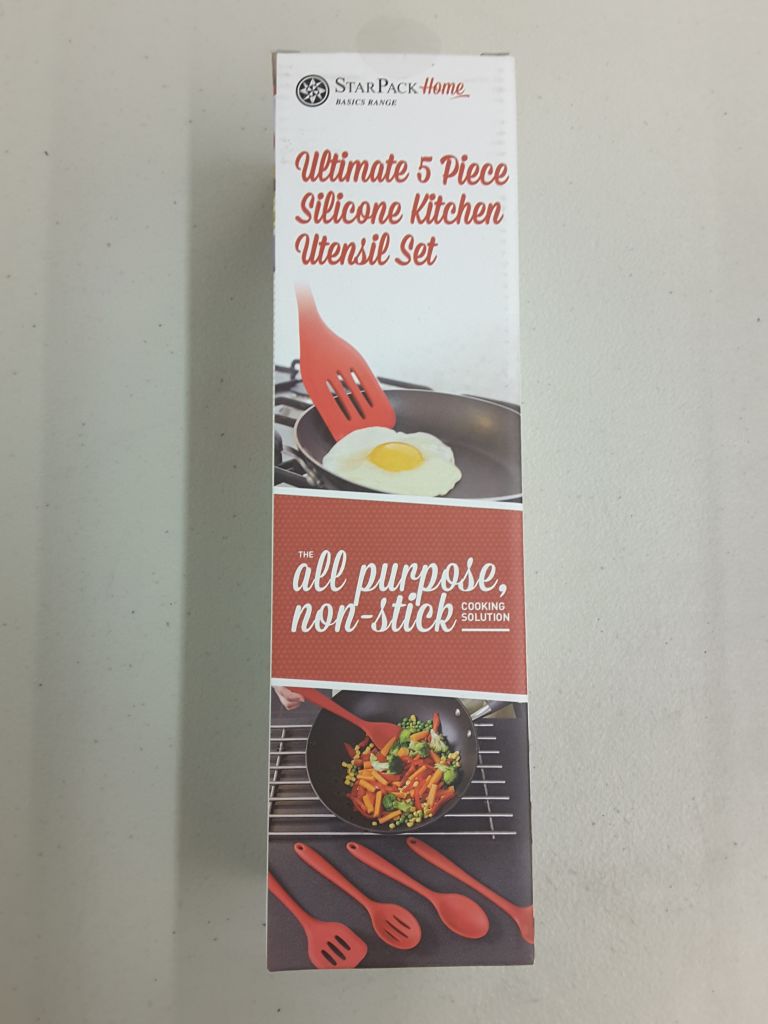 STARPACK Home
BASICS RANGE
Ultimate 5 Piece
Silicone Kitchen
Utensil Set
THE
all purpose,
non-stick COOKING
SOLUTION